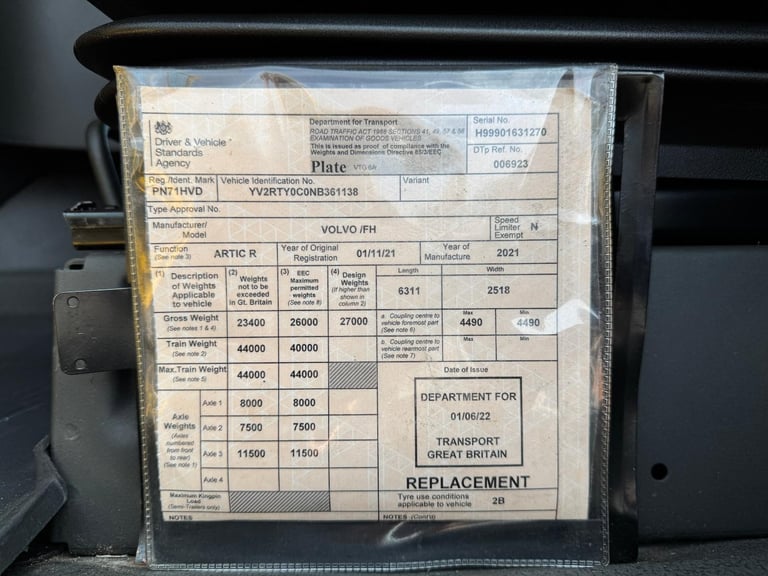 Driver & Vehicle
Standards
Agency
Department for Transport
ROAD TRAFFIC ACT 1988 SECTIONS 41, 49, 57 & 58
EXAMINATION OF GOODS VEHICLES
This is issued as proof of compliance with the
Weights and Dimensions Directive 85/3/EEC
Plate VTG 6A
Serial No.
H99901631270
DTp Ref. No.
006923
Reg./Ident. Mark
PN71HVD
Vehicle Identification No.
YV2RTY0C0NB361138
Variant
Type Approval No.
Manufacturer/
Model
VOLVO /FH
Speed
Limiter
Exempt
N
Function
(See note 3)
ARTIC R
Year of Original
Registration
01/11/21
Year of
Manufacture
2021
(1) Description
of Weights
Applicable
to vehicle
(2) Weights
not to be
exceeded
in Gt. Britain
(3) EEC
Maximum
permitted
weights
(See note 8)
(4) Design
Weights
(If higher than
shown in
column 2)
Length
6311
Width
2518
Gross Weight
(See notes 1 & 4)
23400 26000 27000
a. Coupling centre to
vehicle foremost part
(See note 6)
Max
4490
Min
4490
Train Weight
(See note 2)
44000 40000
b. Coupling centre to
vehicle rearmost part
(See note 7)
Max
Min
Max.Train Weight
(See note 5)
44000 44000
Axle
Weights
(Axles
numbered
from front
to rear)
(See note 1)
Axle 1 8000 8000
Axle 2 7500 7500
Axle 3 11500 11500
Axle 4
Maximum Kingpin
Load
(Semi-Trailers only)
NOTES
Date of Issue
DEPARTMENT FOR
01/06/22
TRANSPORT
GREAT BRITAIN
REPLACEMENT
Tyre use conditions
applicable to vehicle
2B
NOTES (Cont'd)